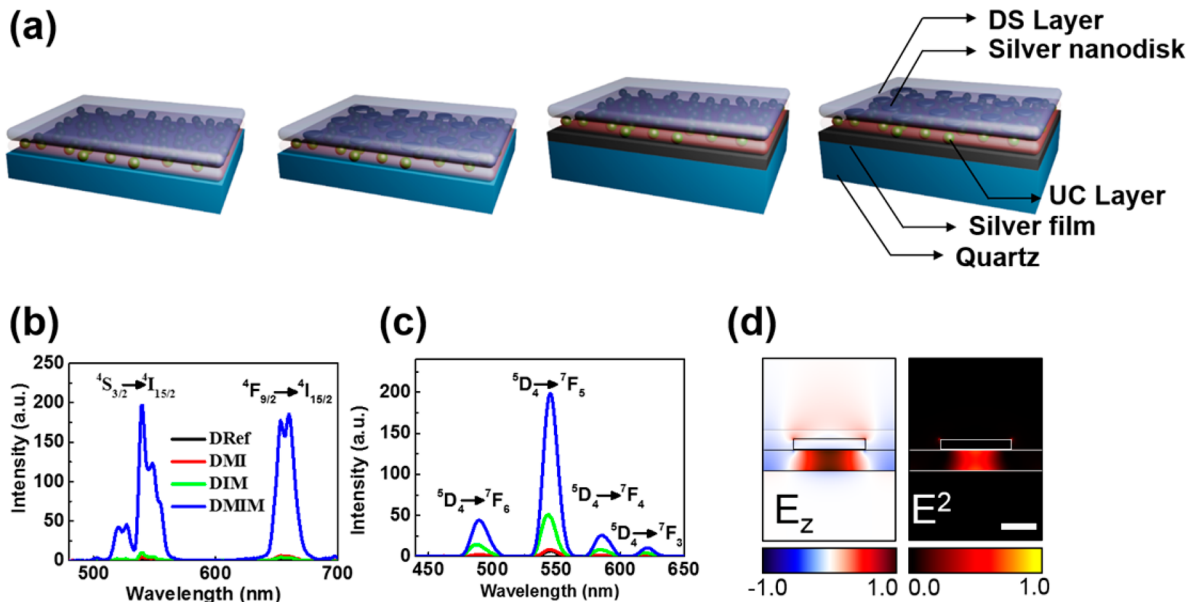 (a)
DS Layer
Silver nanodisk
UC Layer
Silver film
Quartz
(b)
250
200
150
100
50
0
Intensity (a.u.)
⁴S₃/₂→⁴I₁₅/₂
⁴F₉/₂→⁴I₁₅/₂
DRef
DMI
DIM
DMIM
500 600 700
Wavelength (nm)
(c)
200
150
100
50
0
Intensity (a.u.)
⁵D₄→⁷F₅
⁵D₄→⁷F₆
⁵D₄→⁷F₄
⁵D₄→⁷F₃
450 500 550 600 650
Wavelength (nm)
(d)
E_z
E²
-1.0 1.0
0.0 1.0